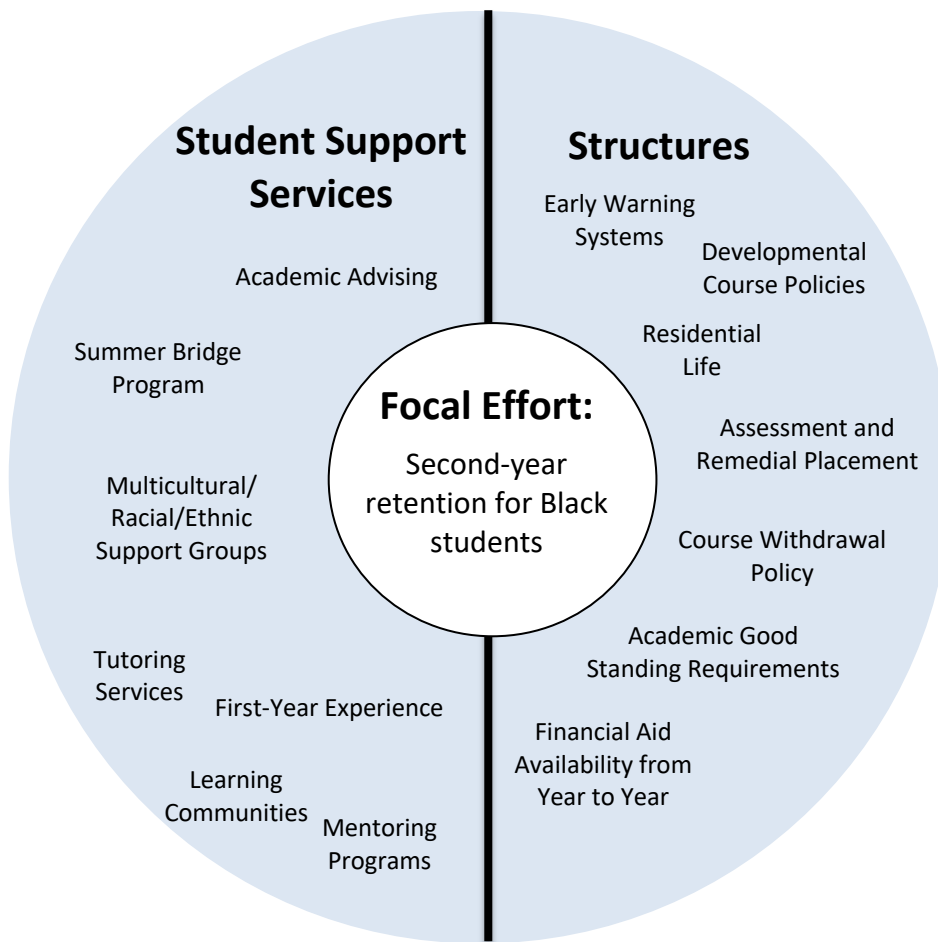 Student Support
Services
Academic Advising
Summer Bridge
Program
Multicultural/
Racial/Ethnic
Support Groups
Tutoring
Services
First-Year Experience
Learning
Communities
Mentoring
Programs
Focal Effort:
Second-year
retention for Black
students
Structures
Early Warning
Systems
Developmental
Course Policies
Residential
Life
Assessment and
Remedial Placement
Course Withdrawal
Policy
Academic Good
Standing Requirements
Financial Aid
Availability from
Year to Year